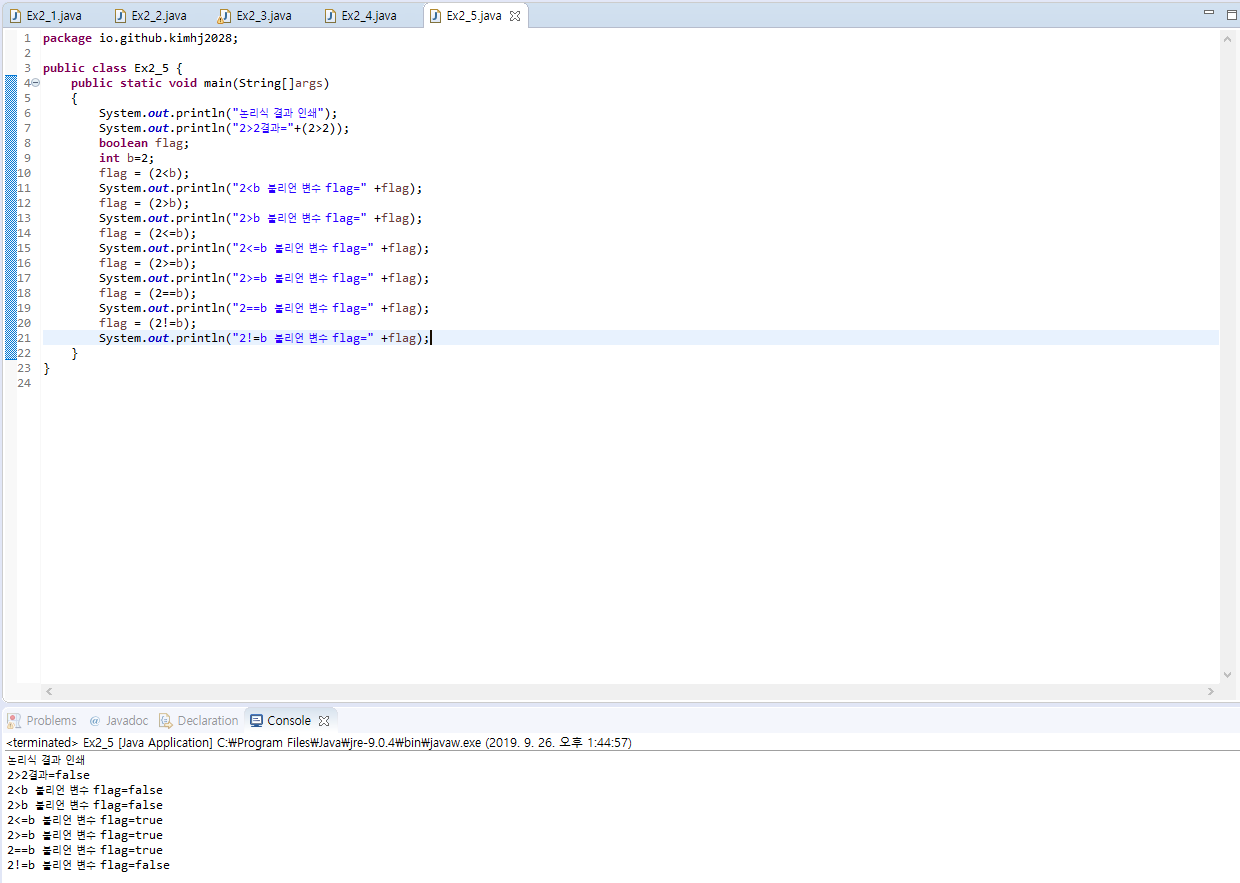 Ex2_1.java Ex2_2.java Ex2_3.java Ex2_4.java Ex2_5.java
1 package io.github.kimhj2028;
2
3 public class Ex2_5 {
4     public static void main(String[]args)
5     {
6         System.out.println("논리식 결과 인쇄");
7         System.out.println("2>2결과="+(2>2));
8         boolean flag;
9         int b=2;
10         flag = (2<b);
11         System.out.println("2<b 불리언 변수 flag=" +flag);
12         flag = (2>b);
13         System.out.println("2>b 불리언 변수 flag=" +flag);
14         flag = (2<=b);
15         System.out.println("2<=b 불리언 변수 flag=" +flag);
16         flag = (2>=b);
17         System.out.println("2>=b 불리언 변수 flag=" +flag);
18         flag = (2==b);
19         System.out.println("2==b 불리언 변수 flag=" +flag);
20         flag = (2!=b);
21         System.out.println("2!=b 불리언 변수 flag=" +flag);
22     }
23 }
24
Problems @ Javadoc Declaration Console
<terminated> Ex2_5 [Java Application] C:₩Program Files₩Java₩jre-9.0.4₩bin₩javaw.exe (2019. 9. 26. 오후 1:44:57)
논리식 결과 인쇄
2>2결과=false
2<b 불리언 변수 flag=false
2>b 불리언 변수 flag=false
2<=b 불리언 변수 flag=true
2>=b 불리언 변수 flag=true
2==b 불리언 변수 flag=true
2!=b 불리언 변수 flag=false